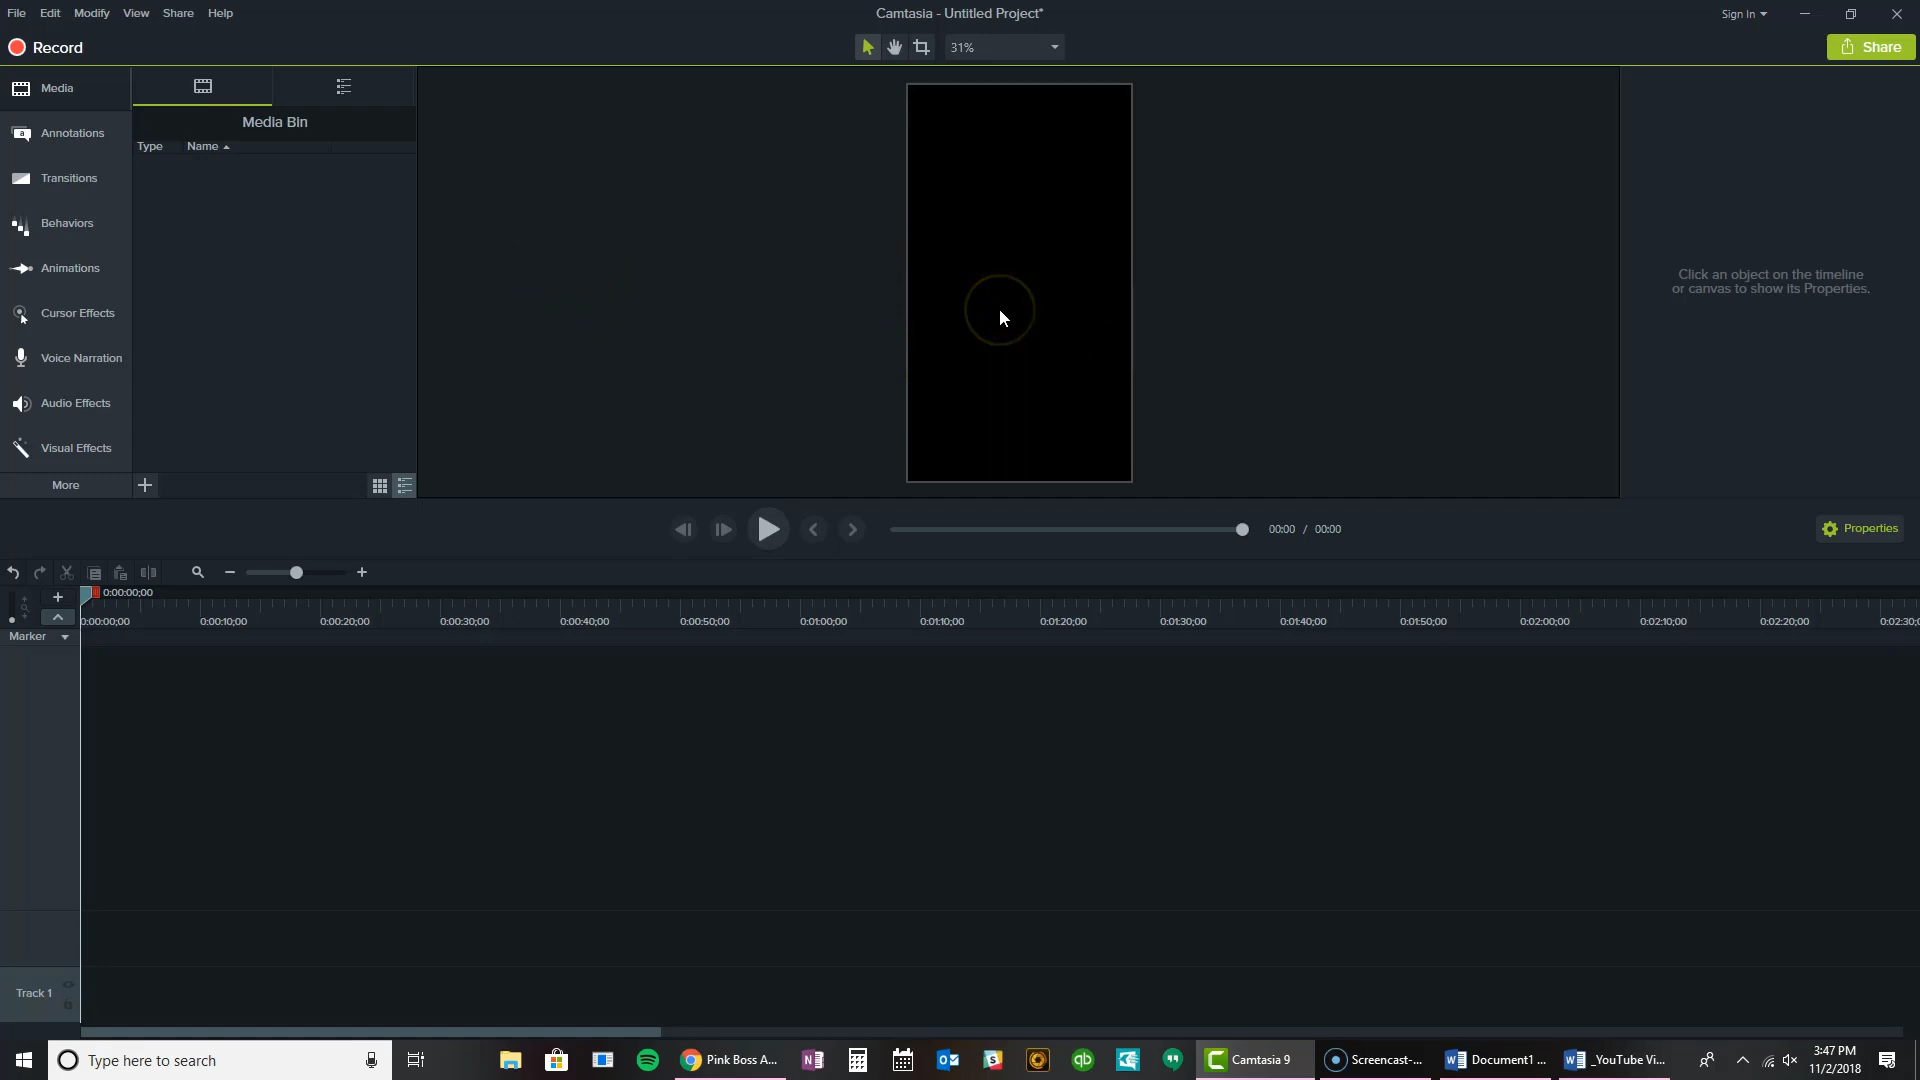 File Edit Modify View Share Help
Camtasia - Untitled Project*
Sign In
Record
31%
Share
Media
Media Bin
Type Name
Annotations
Transitions
Behaviors
Animations
Cursor Effects
Voice Narration
Audio Effects
Visual Effects
More
Click an object on the timeline
or canvas to show its Properties.
00:00 / 00:00
Properties
0:00:00;00
0:00:00;00 0:00:10;00 0:00:20;00 0:00:30;00 0:00:40;00 0:00:50;00 0:01:00;00 0:01:10;00 0:01:20;00 0:01:30;00 0:01:40;00 0:01:50;00 0:02:00;00 0:02:10;00 0:02:20;00 0:02:30;0
Marker
Track 1
Type here to search
Pink Boss A...
Camtasia 9
Screencast-...
Document1 ...
_YouTube Vi...
3:47 PM
11/2/2018